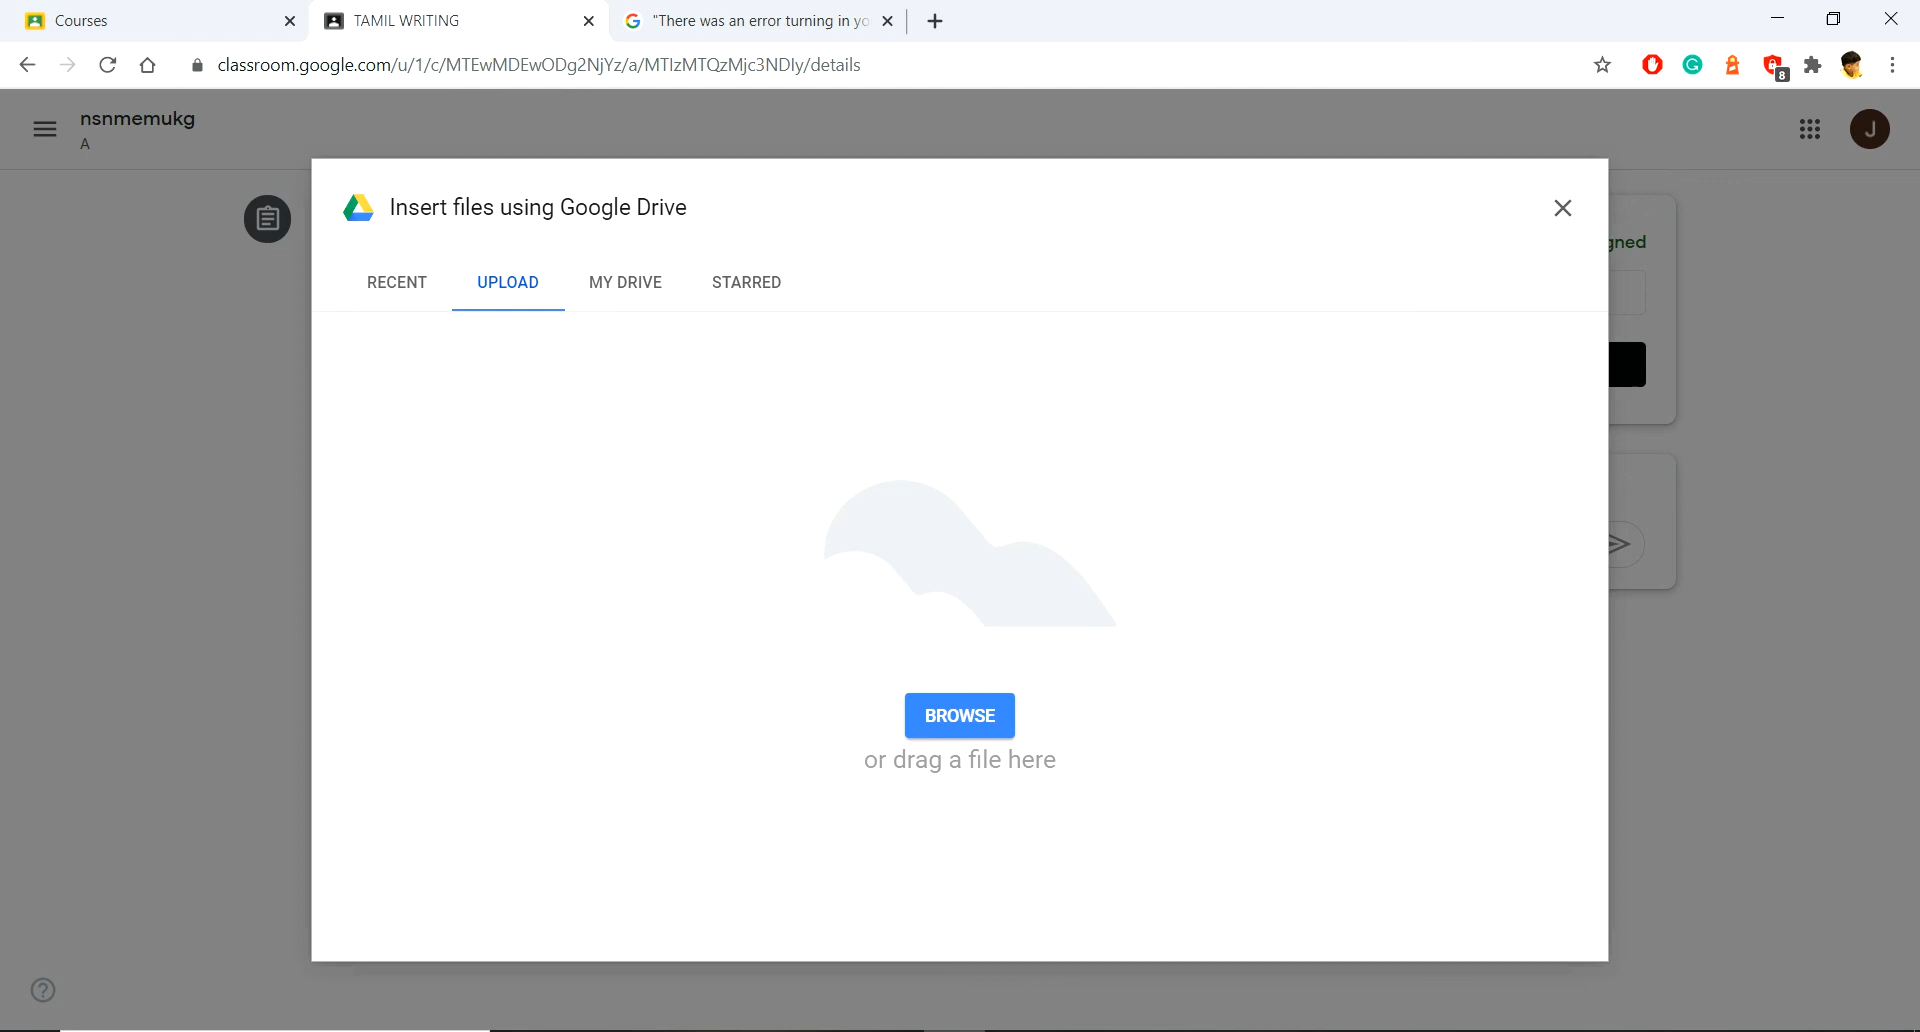 Courses
TAMIL WRITING
"There was an error turning in yo
classroom.google.com/u/1/c/MTEwMDEwODg2NjYz/a/MTIzMTQzMjc3NDIy/details
8
nsnmemukg
A
J
Insert files using Google Drive
gned
RECENT UPLOAD MY DRIVE STARRED
BROWSE
or drag a file here